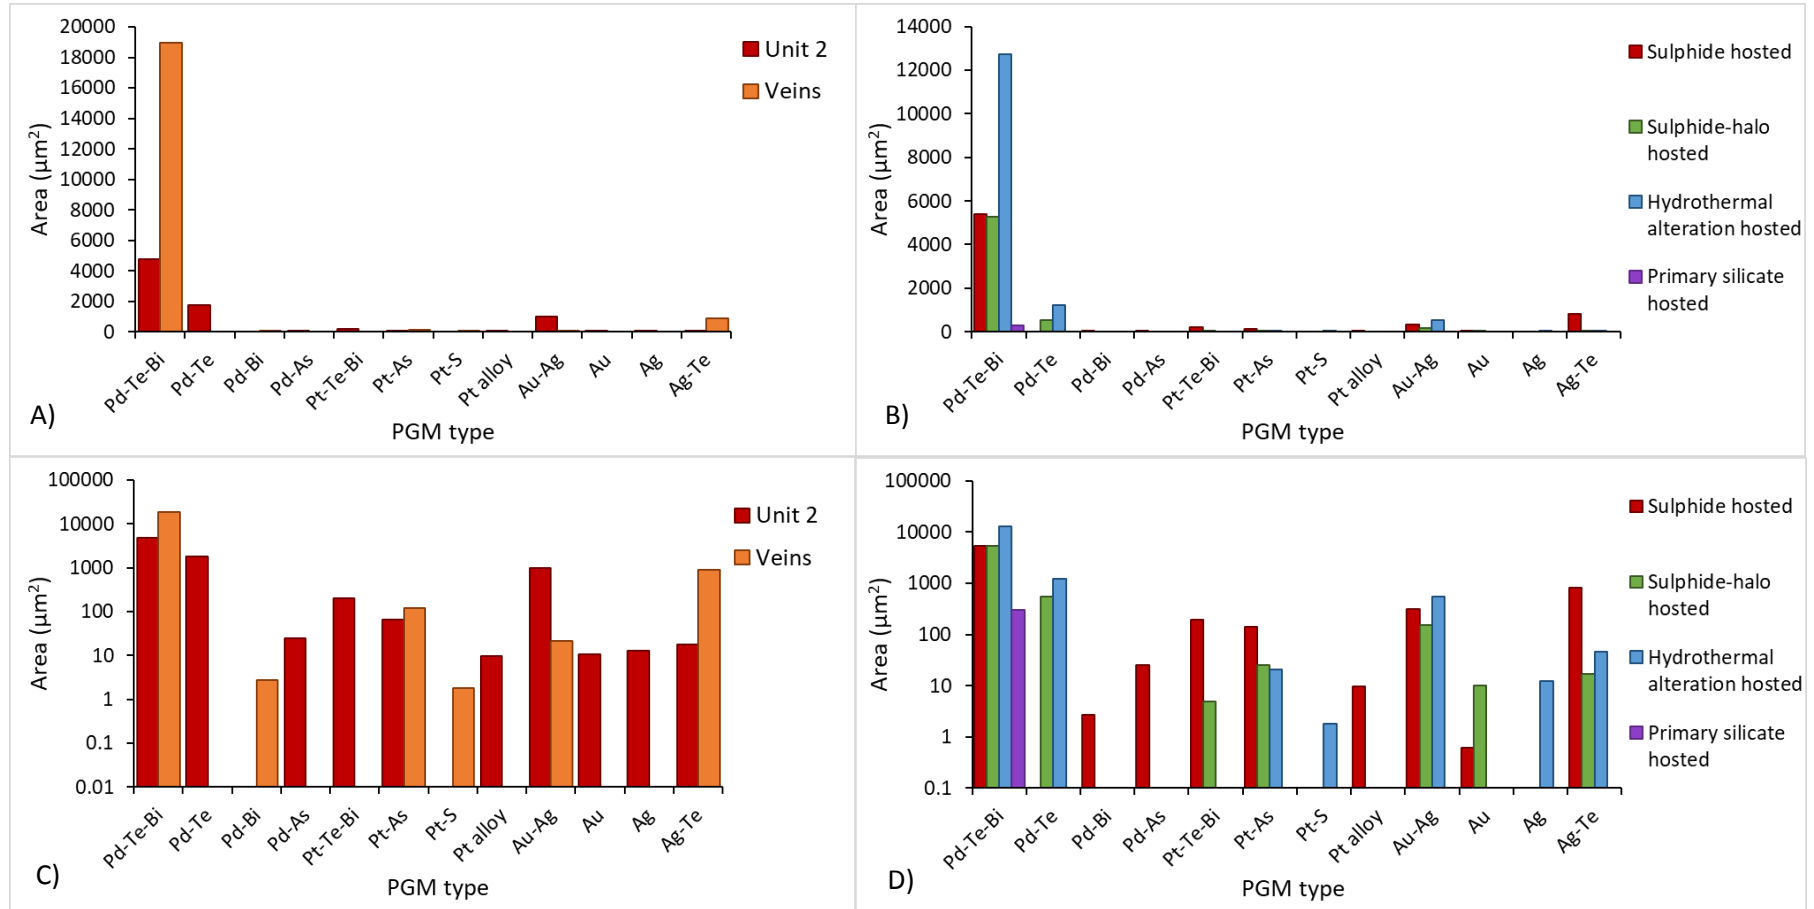 20000
18000
16000
14000
12000
10000
8000
6000
4000
2000
0
Area (µm²)
Unit 2
Veins
Pd-Te-Bi
Pd-Te
Pd-Bi
Pd-As
Pt-Te-Bi
Pt-As
Pt-S
Pt alloy
Au-Ag
Au
Ag
Ag-Te
A)
PGM type
14000
12000
10000
8000
6000
4000
2000
0
Area (µm²)
Sulphide hosted
Sulphide-halo
hosted
Hydrothermal
alteration hosted
Primary silicate
hosted
Pd-Te-Bi
Pd-Te
Pd-Bi
Pd-As
Pt-Te-Bi
Pt-As
Pt-S
Pt alloy
Au-Ag
Au
Ag
Ag-Te
B)
PGM type
100000
10000
1000
100
10
1
0.1
0.01
Area (µm²)
Unit 2
Veins
Pd-Te-Bi
Pd-Te
Pd-Bi
Pd-As
Pt-Te-Bi
Pt-As
Pt-S
Pt alloy
Au-Ag
Au
Ag
Ag-Te
C)
PGM type
100000
10000
1000
100
10
1
0.1
Area (µm²)
Sulphide hosted
Sulphide-halo
hosted
Hydrothermal
alteration hosted
Primary silicate
hosted
Pd-Te-Bi
Pd-Te
Pd-Bi
Pd-As
Pt-Te-Bi
Pt-As
Pt-S
Pt alloy
Au-Ag
Au
Ag
Ag-Te
D)
PGM type